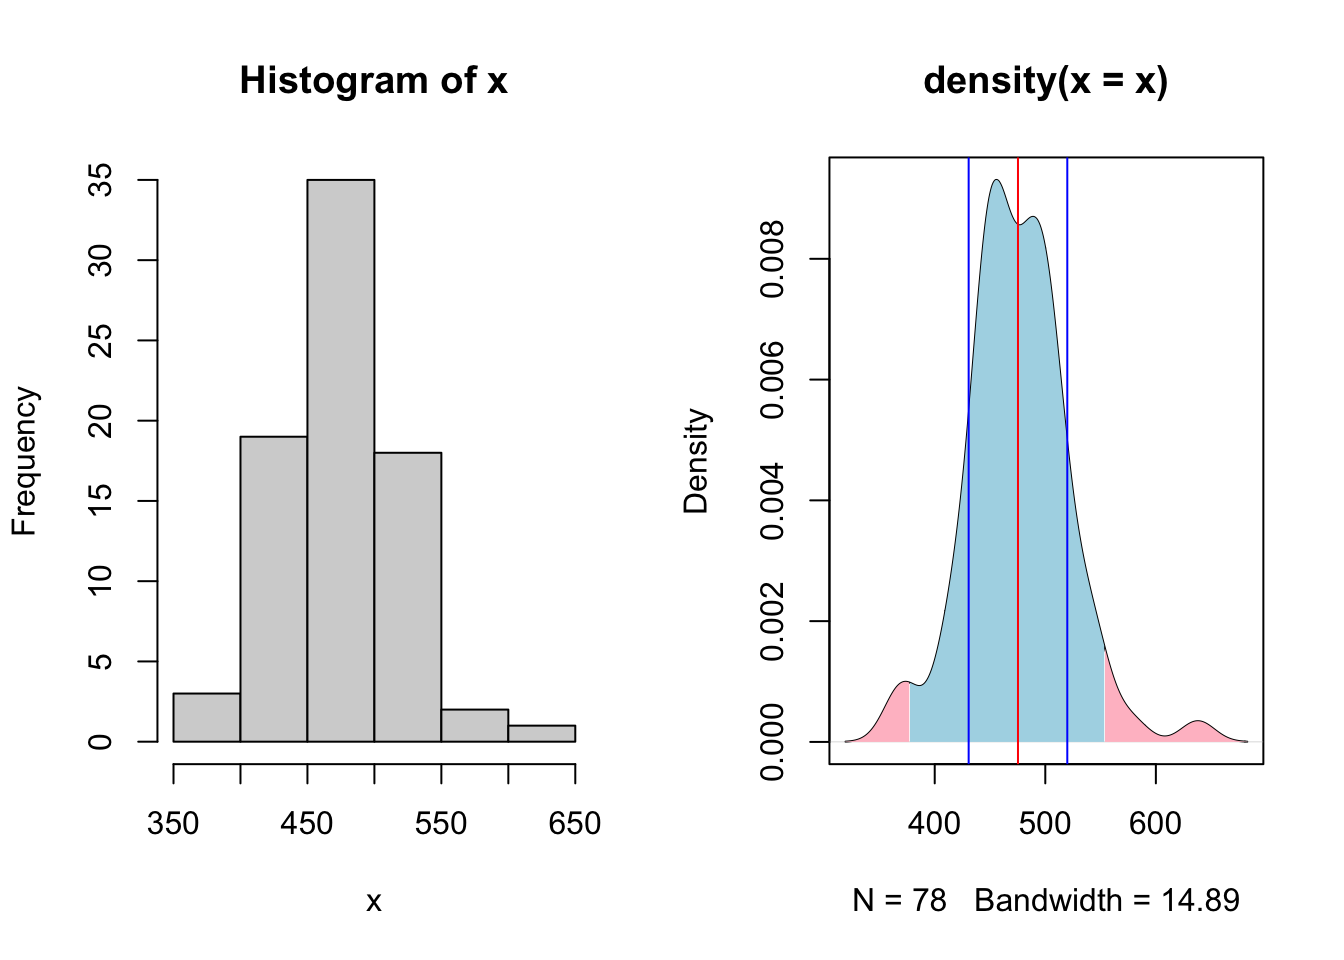 Histogram of x
Frequency
35
30
25
20
15
10
5
0
350 450 550 650
x
density(x = x)
Density
0.008
0.006
0.004
0.002
0.000
400 500 600
N = 78 Bandwidth = 14.89